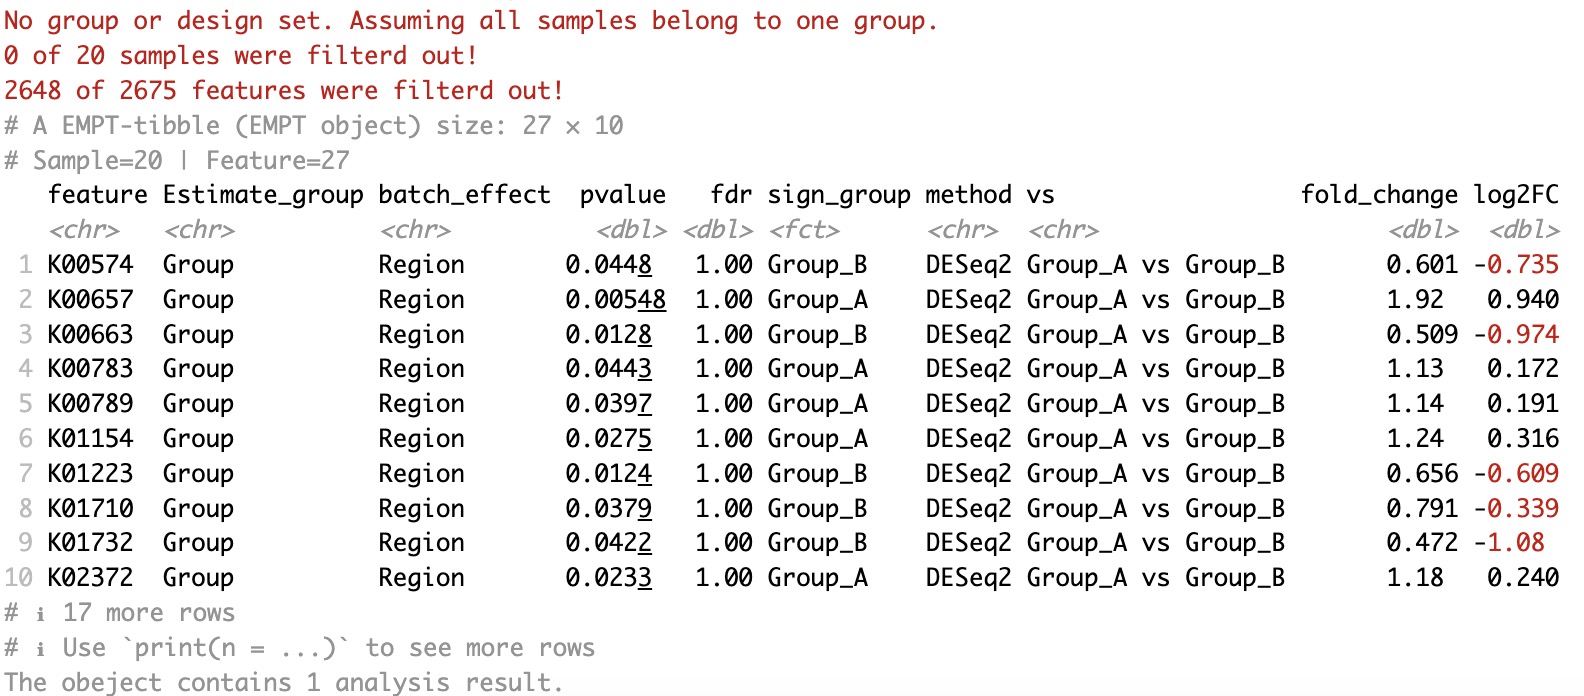 No group or design set. Assuming all samples belong to one group.
0 of 20 samples were filterd out!
2648 of 2675 features were filterd out!
# A EMPT-tibble (EMPT object) size: 27 × 10
# Sample=20 | Feature=27
feature Estimate_group batch_effect pvalue fdr sign_group method vs fold_change log2FC
<chr> <chr> <chr> <dbl> <dbl> <fct> <chr> <chr> <dbl> <dbl>
1 K00574 Group Region 0.0448 1.00 Group_B DESeq2 Group_A vs Group_B 0.601 -0.735
2 K00657 Group Region 0.00548 1.00 Group_A DESeq2 Group_A vs Group_B 1.92 0.940
3 K00663 Group Region 0.0128 1.00 Group_B DESeq2 Group_A vs Group_B 0.509 -0.974
4 K00783 Group Region 0.0443 1.00 Group_A DESeq2 Group_A vs Group_B 1.13 0.172
5 K00789 Group Region 0.0397 1.00 Group_A DESeq2 Group_A vs Group_B 1.14 0.191
6 K01154 Group Region 0.0275 1.00 Group_A DESeq2 Group_A vs Group_B 1.24 0.316
7 K01223 Group Region 0.0124 1.00 Group_B DESeq2 Group_A vs Group_B 0.656 -0.609
8 K01710 Group Region 0.0379 1.00 Group_B DESeq2 Group_A vs Group_B 0.791 -0.339
9 K01732 Group Region 0.0422 1.00 Group_B DESeq2 Group_A vs Group_B 0.472 -1.08
10 K02372 Group Region 0.0233 1.00 Group_A DESeq2 Group_A vs Group_B 1.18 0.240
# ℹ 17 more rows
# ℹ Use `print(n = ...)` to see more rows
The obeject contains 1 analysis result.